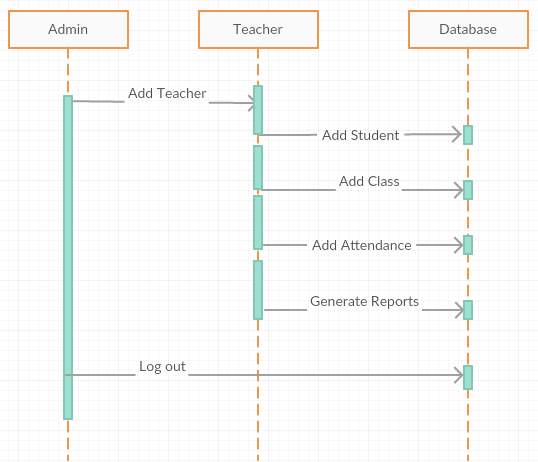 Admin
Teacher
Database
Add Teacher
Add Student
Add Class
Add Attendance
Generate Reports
Log out